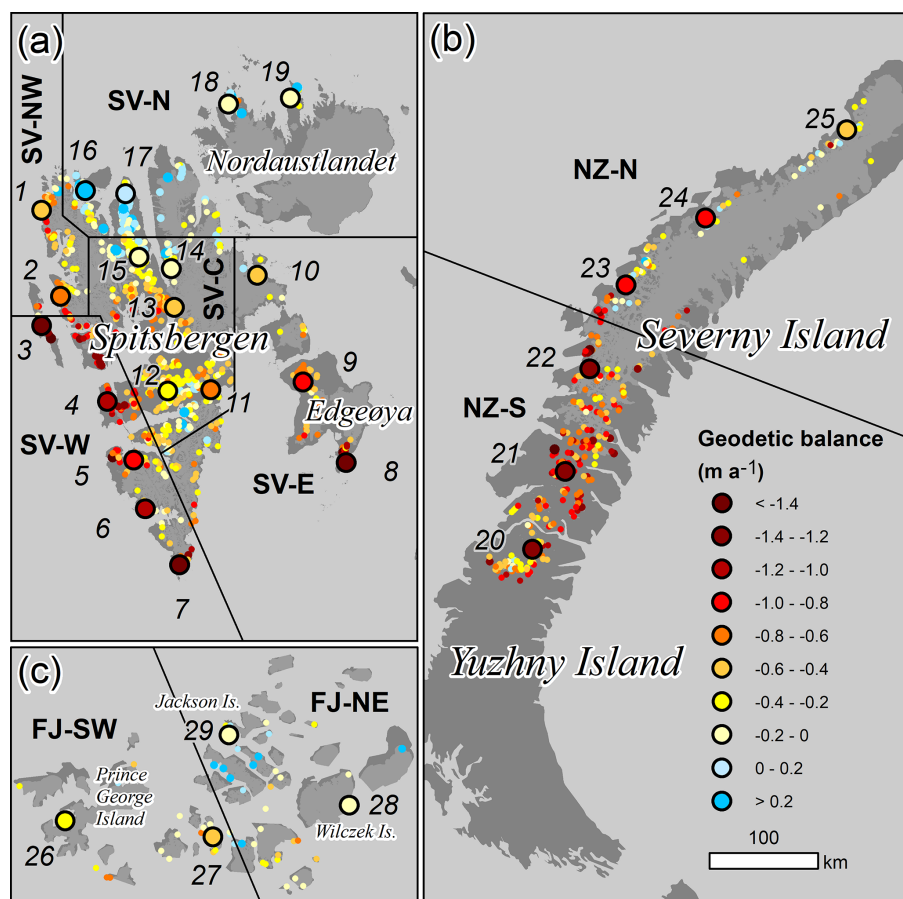 (a)
SV-NW
SV-N
18
19
Nordaustlandet
16
17
1
2
15
14
SV-C
10
13
3
Spitsbergen
12
9
4
11
Edgeøya
SV-W
5
SV-E
8
6
7
(b)
25
NZ-N
24
23
Severny Island
22
NZ-S
21
20
Yuzhny Island
Geodetic balance
(m a-1)
< -1.4
-1.4 - -1.2
-1.2 - -1.0
-1.0 - -0.8
-0.8 - -0.6
-0.6 - -0.4
-0.4 - -0.2
-0.2 - 0
0 - 0.2
> 0.2
100
km
(c)
Jackson Is.
FJ-NE
FJ-SW
29
Prince
George
Island
28
Wilczek Is.
26
27